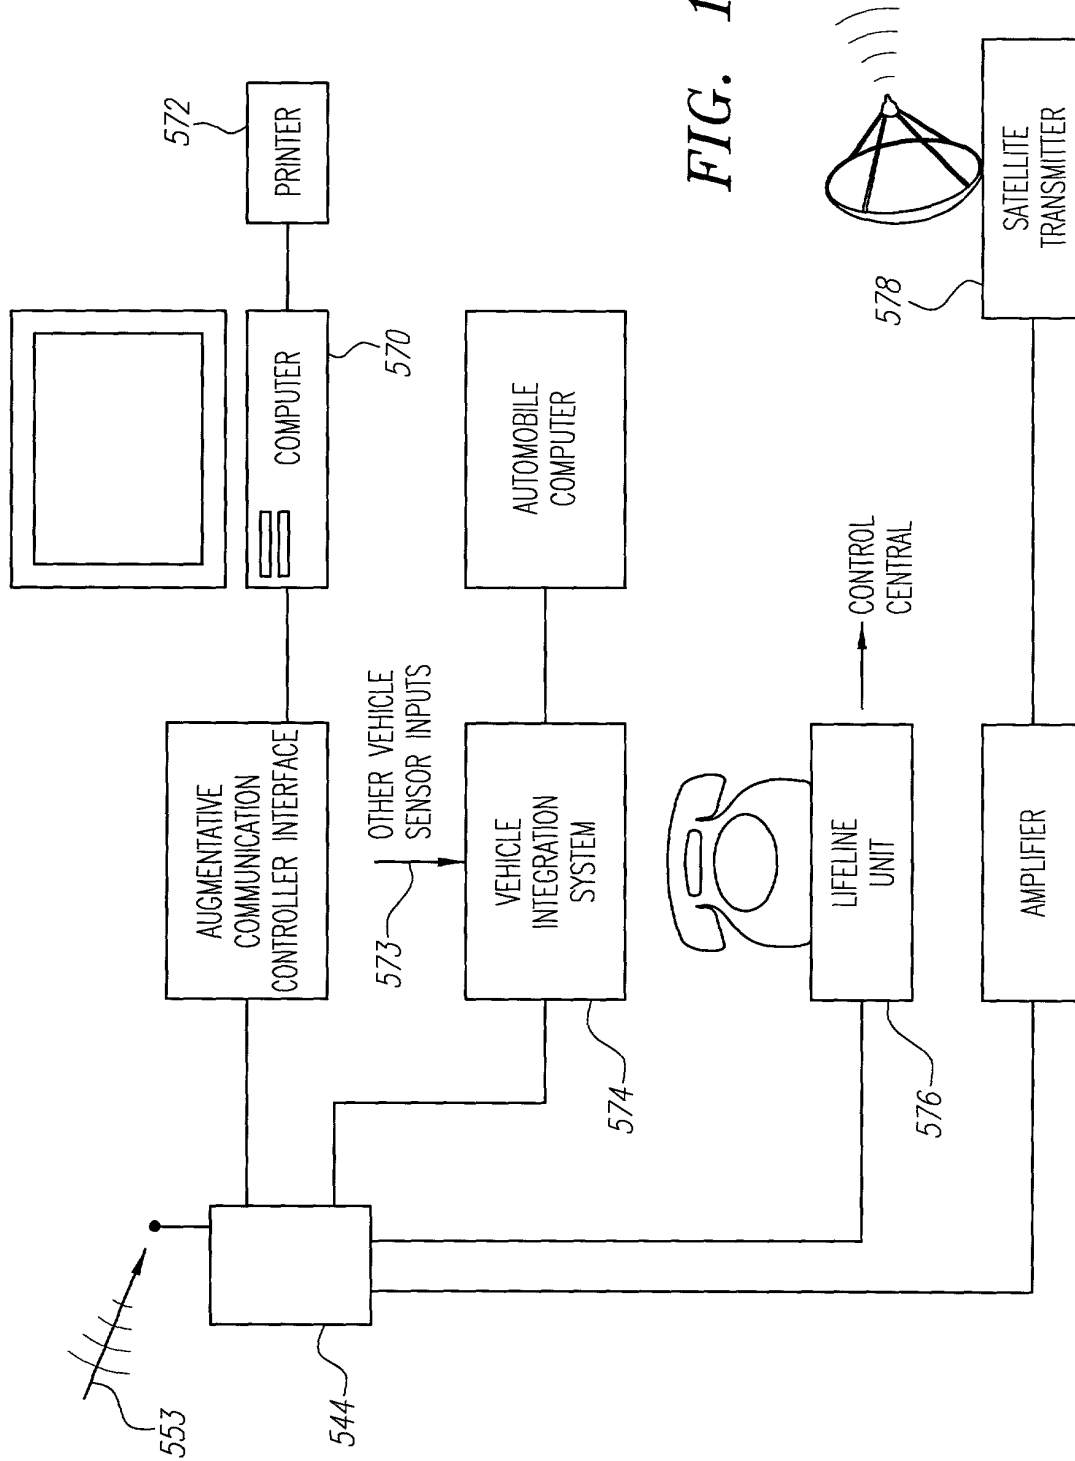 553
544
AUGMENTATIVE
COMMUNICATION
CONTROLLER INTERFACE
COMPUTER
570
PRINTER
572
OTHER VEHICLE
SENSOR INPUTS
573
VEHICLE
INTEGRATION
SYSTEM
574
AUTOMOBILE
COMPUTER
LIFELINE
UNIT
576
CONTROL
CENTRAL
AMPLIFIER
SATELLITE
TRANSMITTER
578
FIG. 1